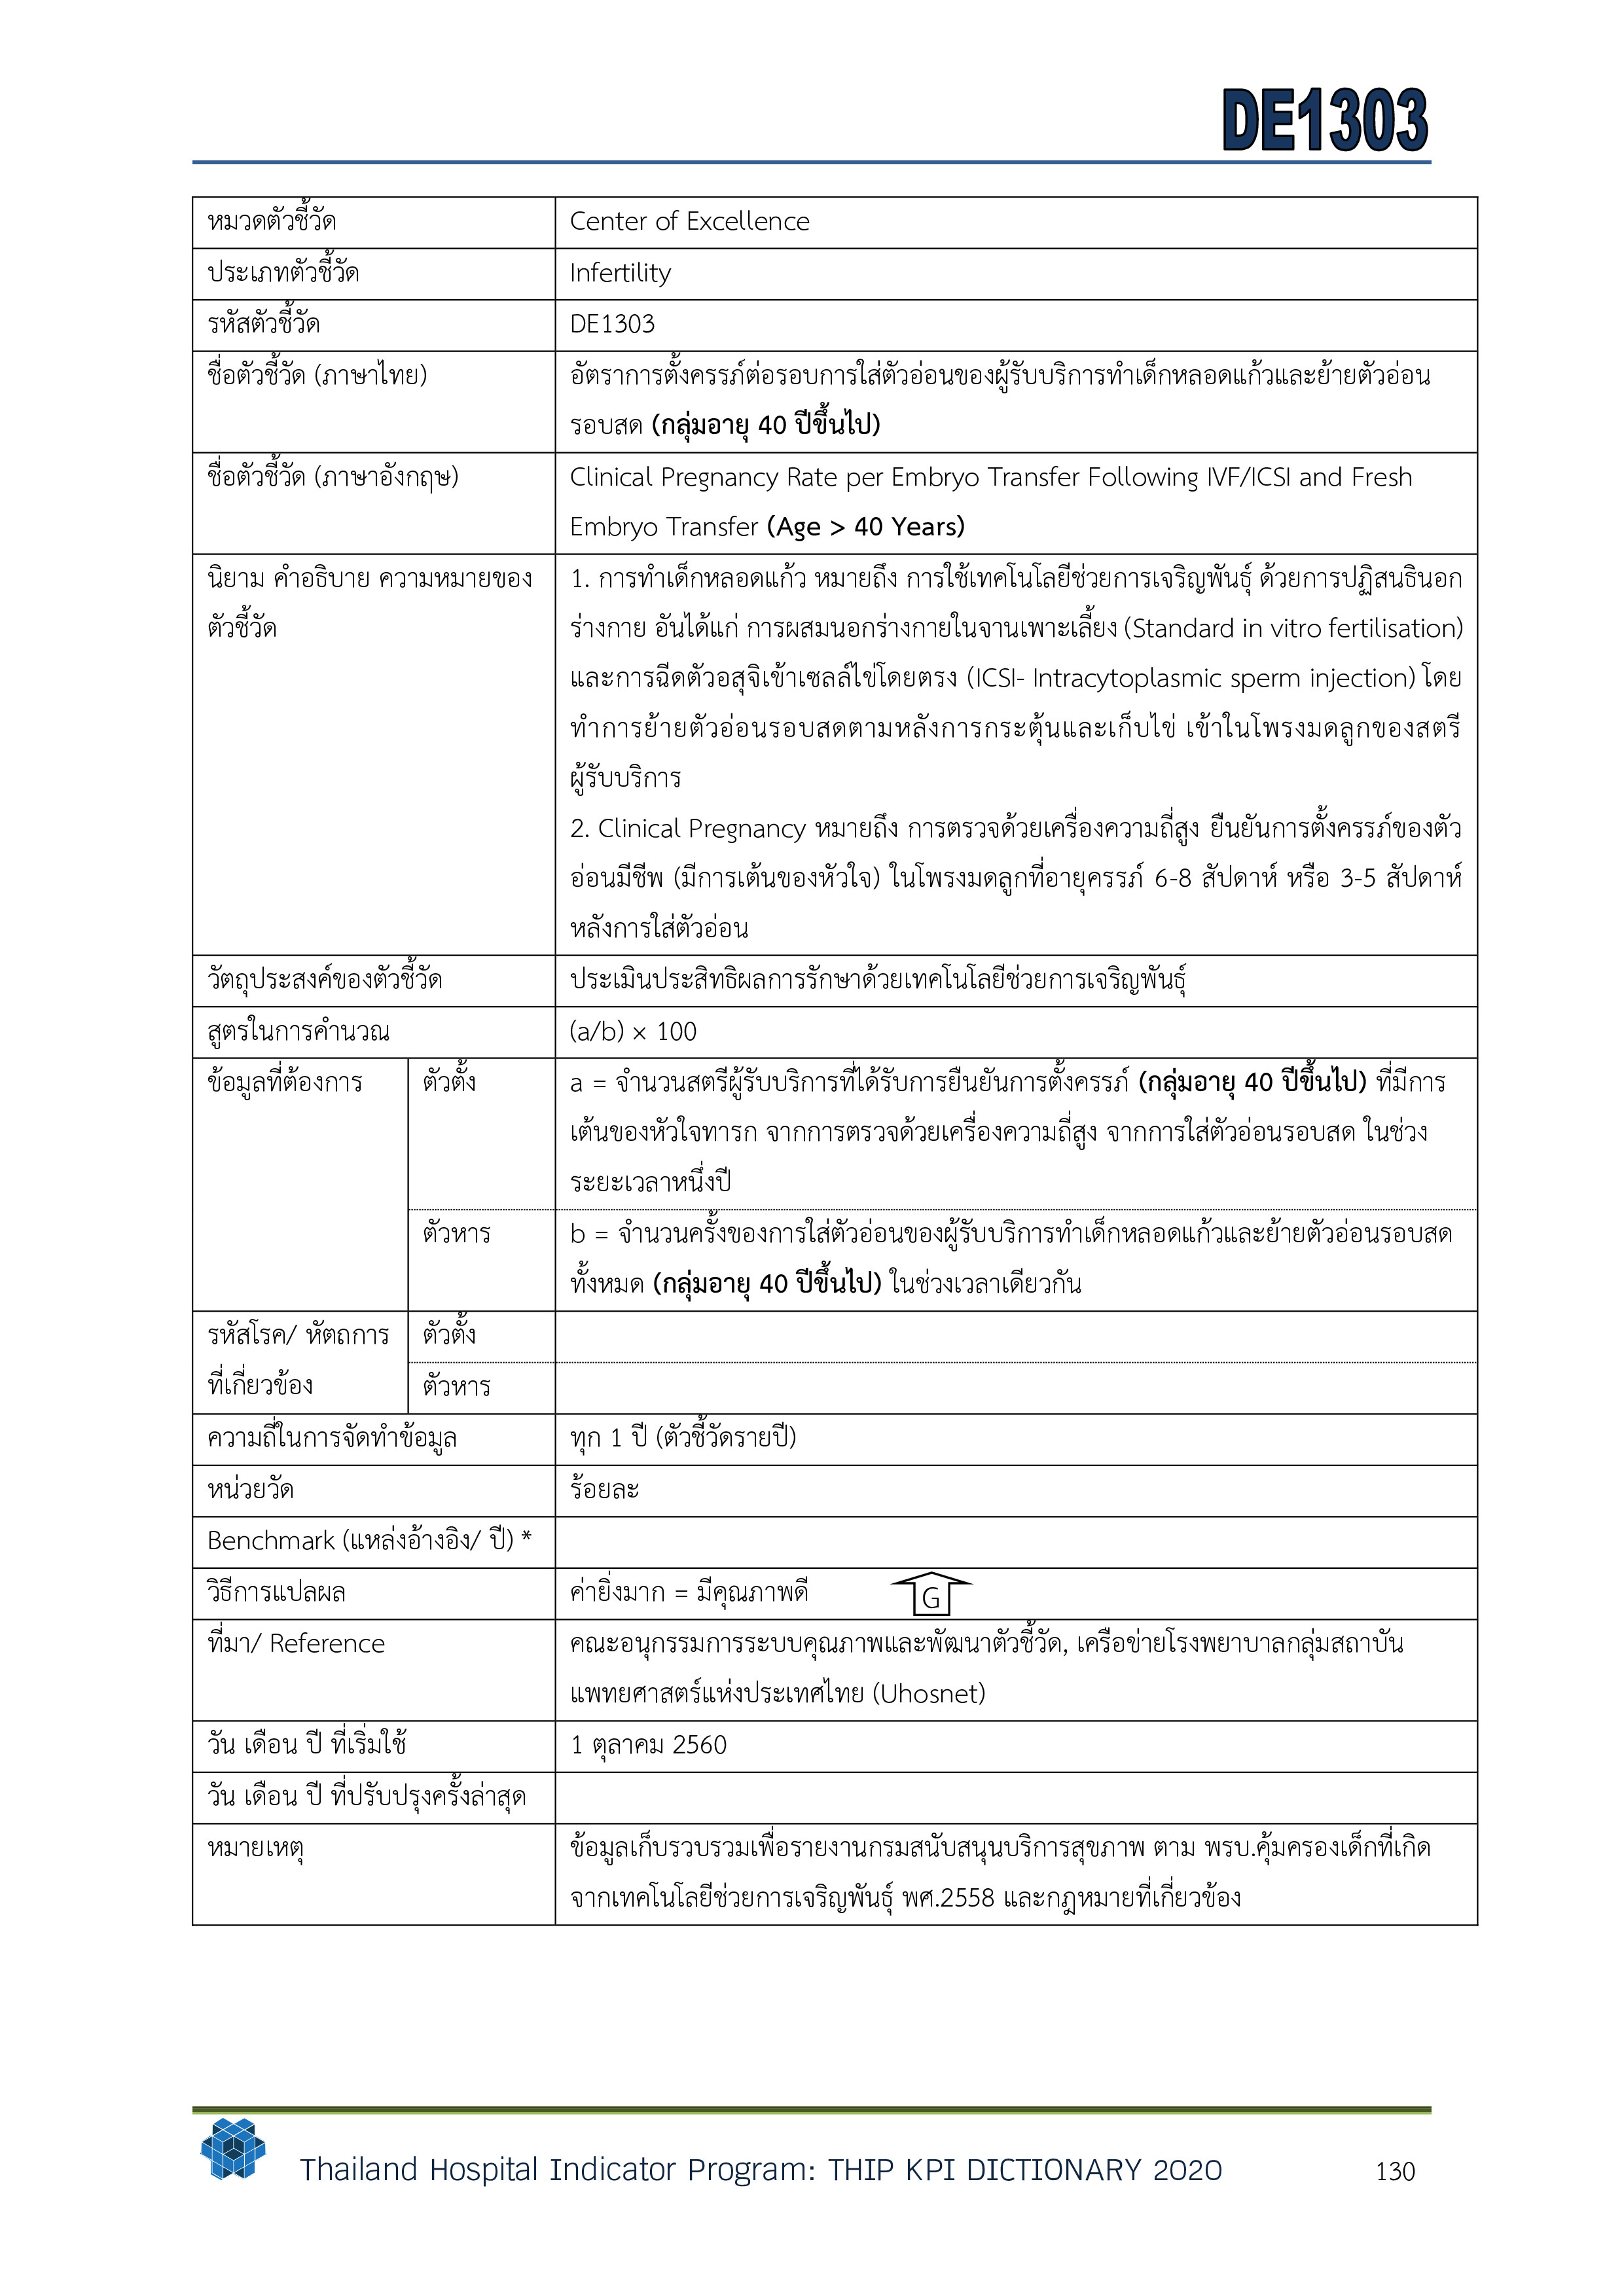 DE1303
หมวดตัวชี้วัด
Center of Excellence
ประเภทตัวชี้วัด
Infertility
รหัสตัวชี้วัด
DE1303
ชื่อตัวชี้วัด (ภาษาไทย)
อัตราการตั้งครรภ์ต่อรอบการใส่ตัวอ่อนของผู้รับบริการทำเด็กหลอดแก้วและย้ายตัวอ่อน
รอบสด (กลุ่มอายุ 40 ปีขึ้นไป)
ชื่อตัวชี้วัด (ภาษาอังกฤษ)
Clinical Pregnancy Rate per Embryo Transfer Following IVF/ICSI and Fresh
Embryo Transfer (Age > 40 Years)
นิยาม คำอธิบาย ความหมายของ
ตัวชี้วัด
1. การทำเด็กหลอดแก้ว หมายถึง การใช้เทคโนโลยีช่วยการเจริญพันธุ์ ด้วยการปฏิสนธินอก
ร่างกาย อันได้แก่ การผสมนอกร่างกายในจานเพาะเลี้ยง (Standard in vitro fertilisation)
และการฉีดตัวอสุจิเข้าเซลล์ไข่โดยตรง (ICSI- Intracytoplasmic sperm injection) โดย
ทำการย้ายตัวอ่อนรอบสดตามหลังการกระตุ้นและเก็บไข่ เข้าในโพรงมดลูกของสตรี
ผู้รับบริการ
2. Clinical Pregnancy หมายถึง การตรวจด้วยเครื่องความถี่สูง ยืนยันการตั้งครรภ์ของตัว
อ่อนมีชีพ (มีการเต้นของหัวใจ) ในโพรงมดลูกที่อายุครรภ์ 6-8 สัปดาห์ หรือ 3-5 สัปดาห์
หลังการใส่ตัวอ่อน
วัตถุประสงค์ของตัวชี้วัด
ประเมินประสิทธิผลการรักษาด้วยเทคโนโลยีช่วยการเจริญพันธุ์
สูตรในการคำนวณ
(a/b) × 100
ข้อมูลที่ต้องการ
ตัวตั้ง
a = จำนวนสตรีผู้รับบริการที่ได้รับการยืนยันการตั้งครรภ์ (กลุ่มอายุ 40 ปีขึ้นไป) ที่มีการ
เต้นของหัวใจทารก จากการตรวจด้วยเครื่องความถี่สูง จากการใส่ตัวอ่อนรอบสด ในช่วง
ระยะเวลาหนึ่งปี
ตัวหาร
b = จำนวนครั้งของการใส่ตัวอ่อนของผู้รับบริการทำเด็กหลอดแก้วและย้ายตัวอ่อนรอบสด
ทั้งหมด (กลุ่มอายุ 40 ปีขึ้นไป) ในช่วงเวลาเดียวกัน
รหัสโรค/ หัตถการ
ที่เกี่ยวข้อง
ตัวตั้ง
ตัวหาร
ความถี่ในการจัดทำข้อมูล
ทุก 1 ปี (ตัวชี้วัดรายปี)
หน่วยวัด
ร้อยละ
Benchmark (แหล่งอ้างอิง/ ปี) *
วิธีการแปลผล
ค่ายิ่งมาก = มีคุณภาพดี
G
ที่มา/ Reference
คณะอนุกรรมการระบบคุณภาพและพัฒนาตัวชี้วัด, เครือข่ายโรงพยาบาลกลุ่มสถาบัน
แพทยศาสตร์แห่งประเทศไทย (Uhosnet)
วัน เดือน ปี ที่เริ่มใช้
1 ตุลาคม 2560
วัน เดือน ปี ที่ปรับปรุงครั้งล่าสุด
หมายเหตุ
ข้อมูลเก็บรวบรวมเพื่อรายงานกรมสนับสนุนบริการสุขภาพ ตาม พรบ.คุ้มครองเด็กที่เกิด
จากเทคโนโลยีช่วยการเจริญพันธุ์ พศ.2558 และกฎหมายที่เกี่ยวข้อง
Thailand Hospital Indicator Program: THIP KPI DICTIONARY 2020
130